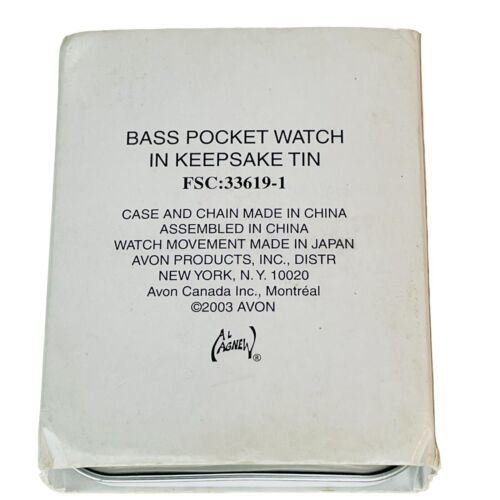 BASS POCKET WATCH
IN KEEPSAKE TIN
FSC:33619-1
CASE AND CHAIN MADE IN CHINA
ASSEMBLED IN CHINA
WATCH MOVEMENT MADE IN JAPAN
AVON PRODUCTS, INC., DISTR
NEW YORK, N.Y. 10020
Avon Canada Inc., Montréal
©2003 AVON
AL
AGNEW®